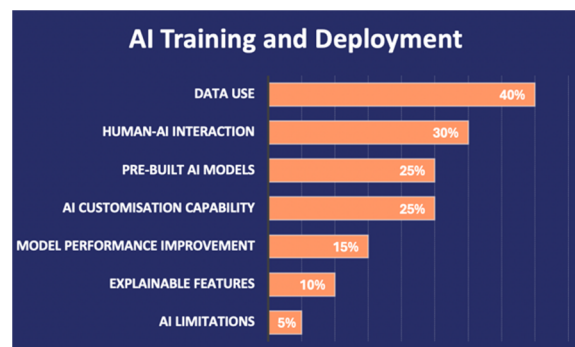 AI Training and Deployment
DATA USE 40%
HUMAN-AI INTERACTION 30%
PRE-BUILT AI MODELS 25%
AI CUSTOMISATION CAPABILITY 25%
MODEL PERFORMANCE IMPROVEMENT 15%
EXPLAINABLE FEATURES 10%
AI LIMITATIONS 5%